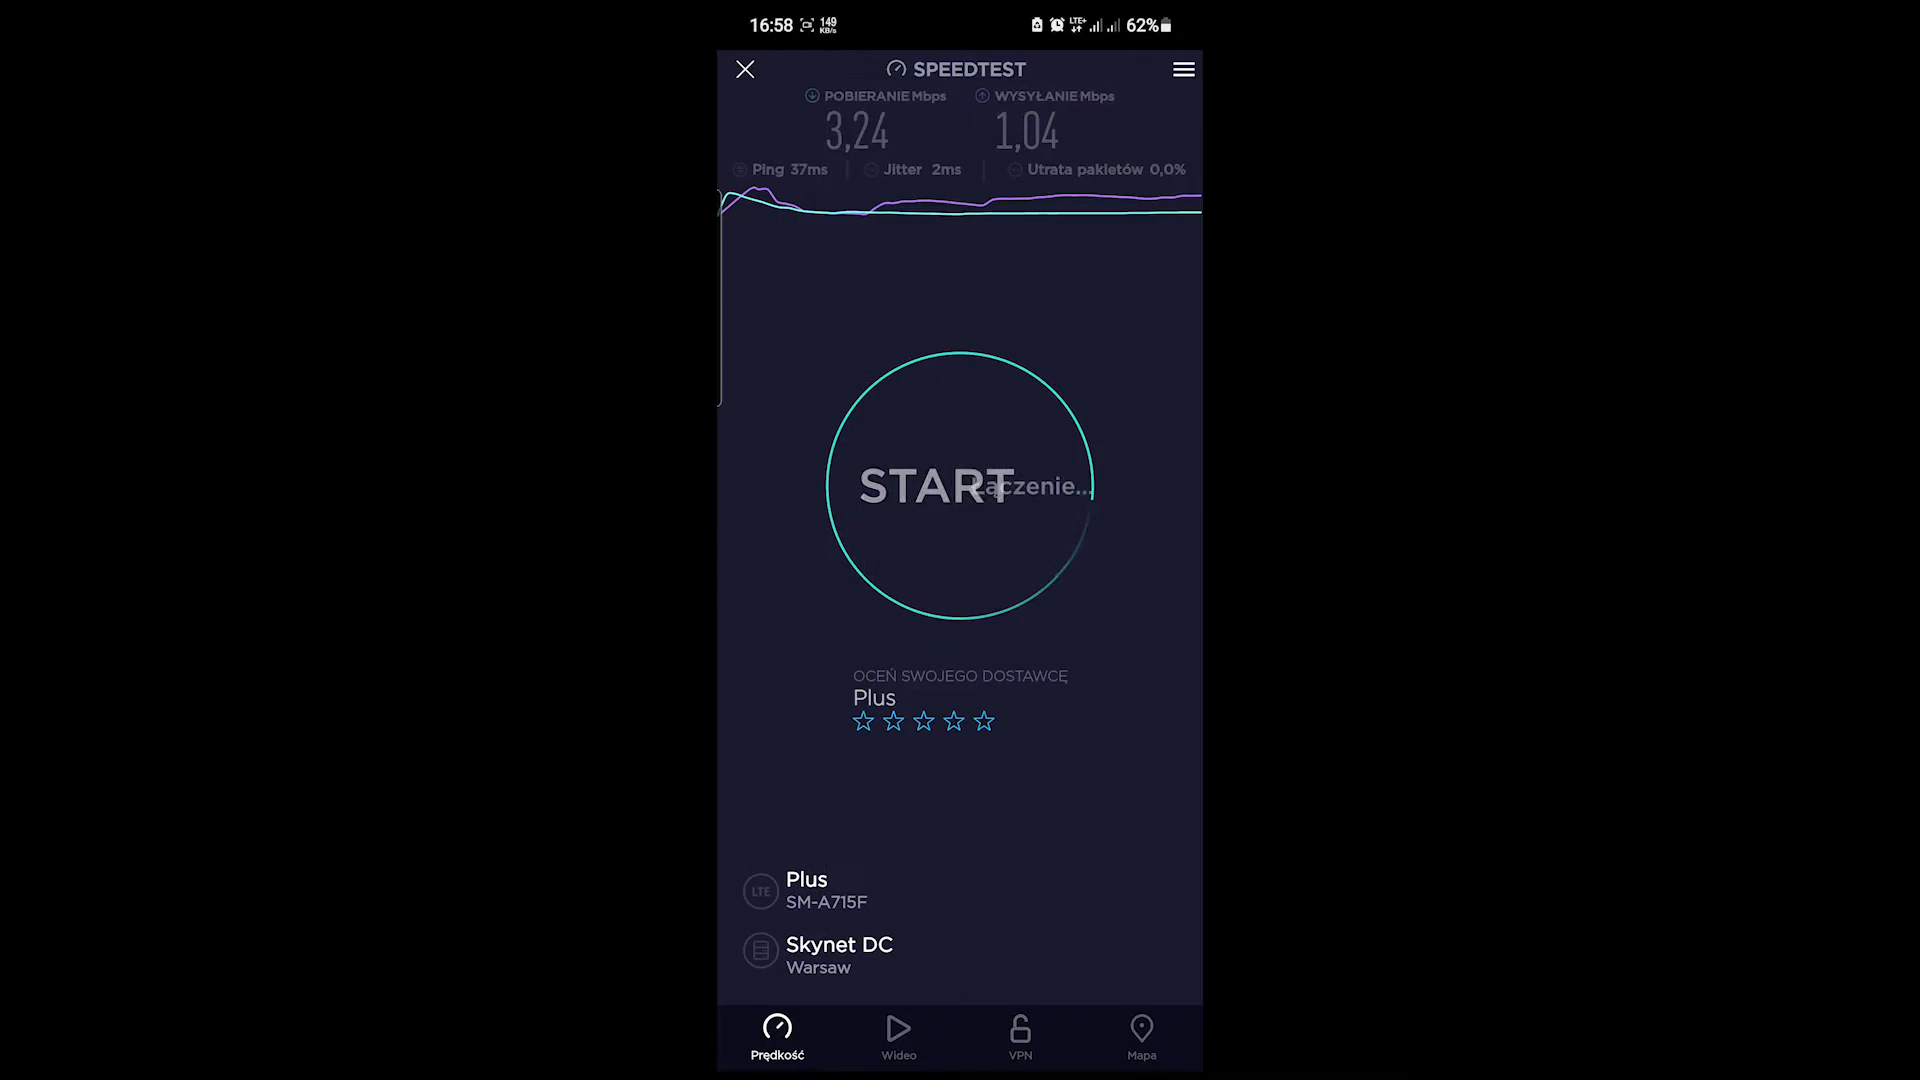 16:58 149 KB/s LTE+ 62%
SPEEDTEST
POBIERANIE Mbps WYSYŁANIE Mbps
3,24 1,04
Ping 37ms Jitter 2ms Utrata pakietów 0,0%
START Łączenie...
OCEŃ SWOJEGO DOSTAWCĘ
Plus
LTE Plus
SM-A715F
Skynet DC
Warsaw
Prędkość Wideo VPN Mapa